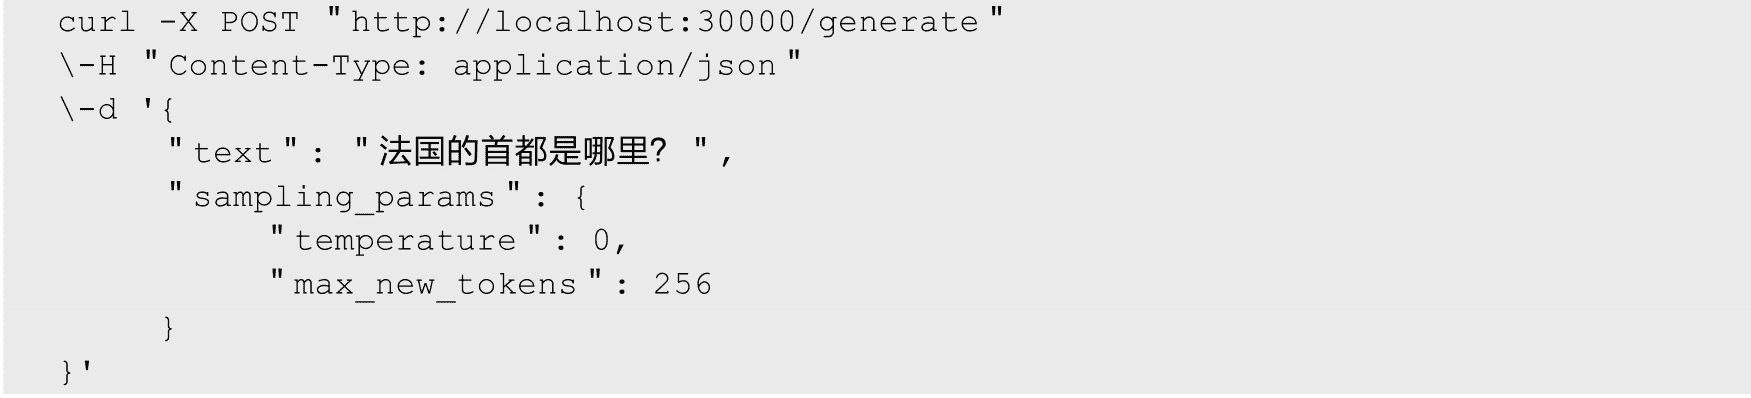 curl -X POST "http://localhost:30000/generate"
\-H "Content-Type: application/json"
\-d '{
"text": "法国的首都是哪里？",
"sampling_params": {
"temperature": 0,
"max_new_tokens": 256
}
}'